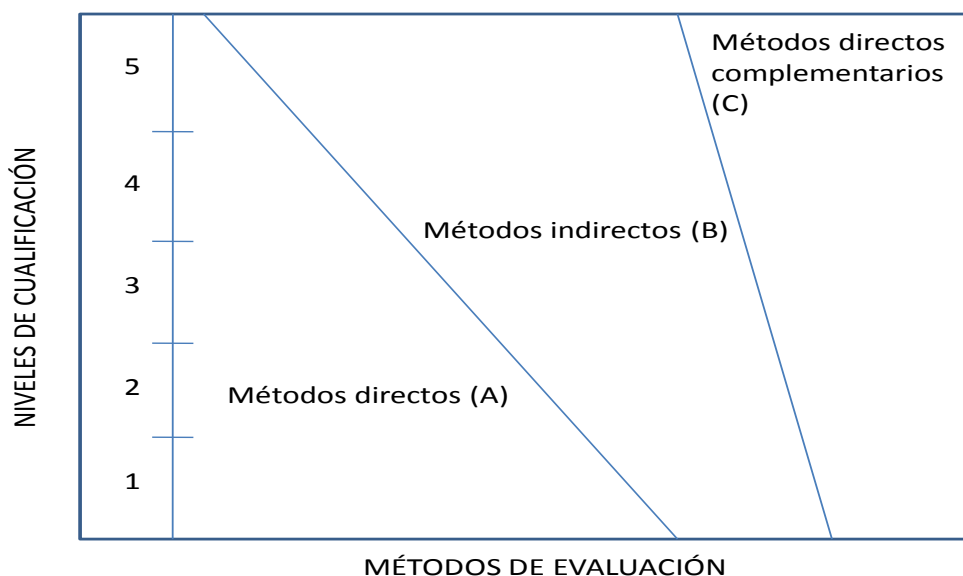 NIVELES DE CUALIFICACIÓN
5
4
3
2
1
Métodos directos
complementarios
(C)
Métodos indirectos (B)
Métodos directos (A)
MÉTODOS DE EVALUACIÓN